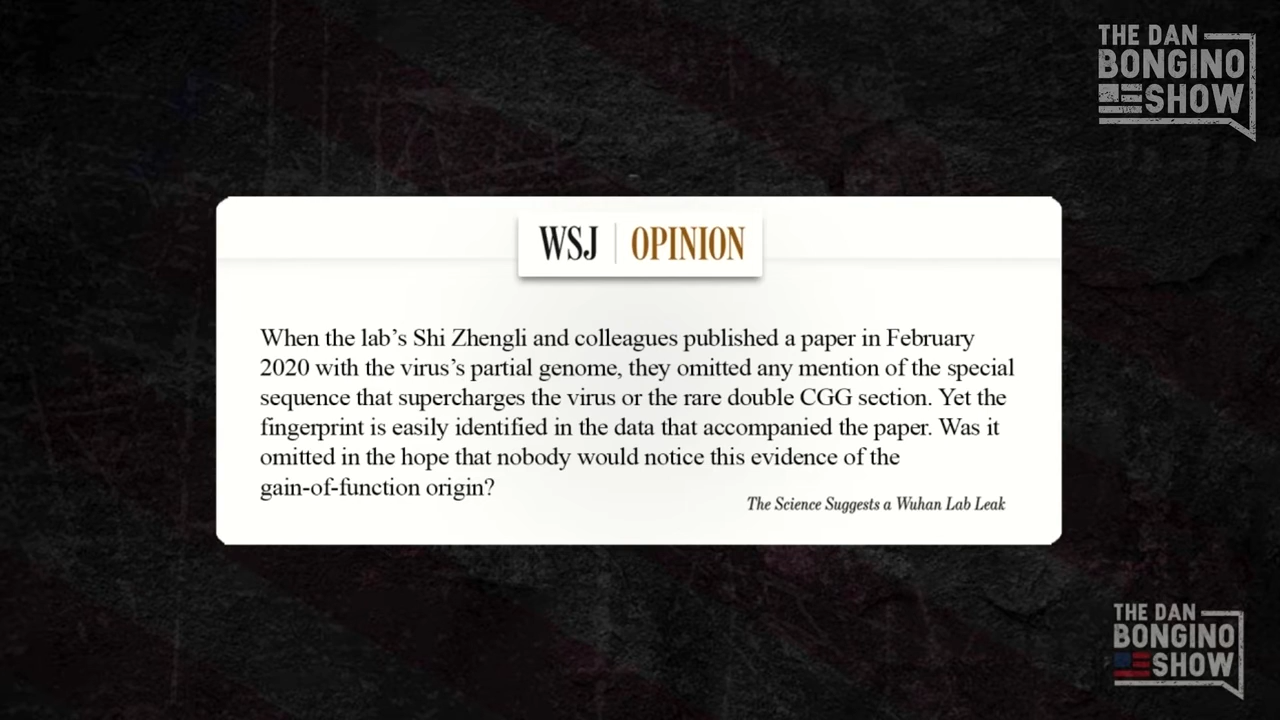 THE DAN
BONGINO
SHOW
WSJ | OPINION
When the lab’s Shi Zhengli and colleagues published a paper in February
2020 with the virus’s partial genome, they omitted any mention of the special
sequence that supercharges the virus or the rare double CGG section. Yet the
fingerprint is easily identified in the data that accompanied the paper. Was it
omitted in the hope that nobody would notice this evidence of the
gain-of-function origin?
The Science Suggests a Wuhan Lab Leak
THE DAN
BONGINO
SHOW